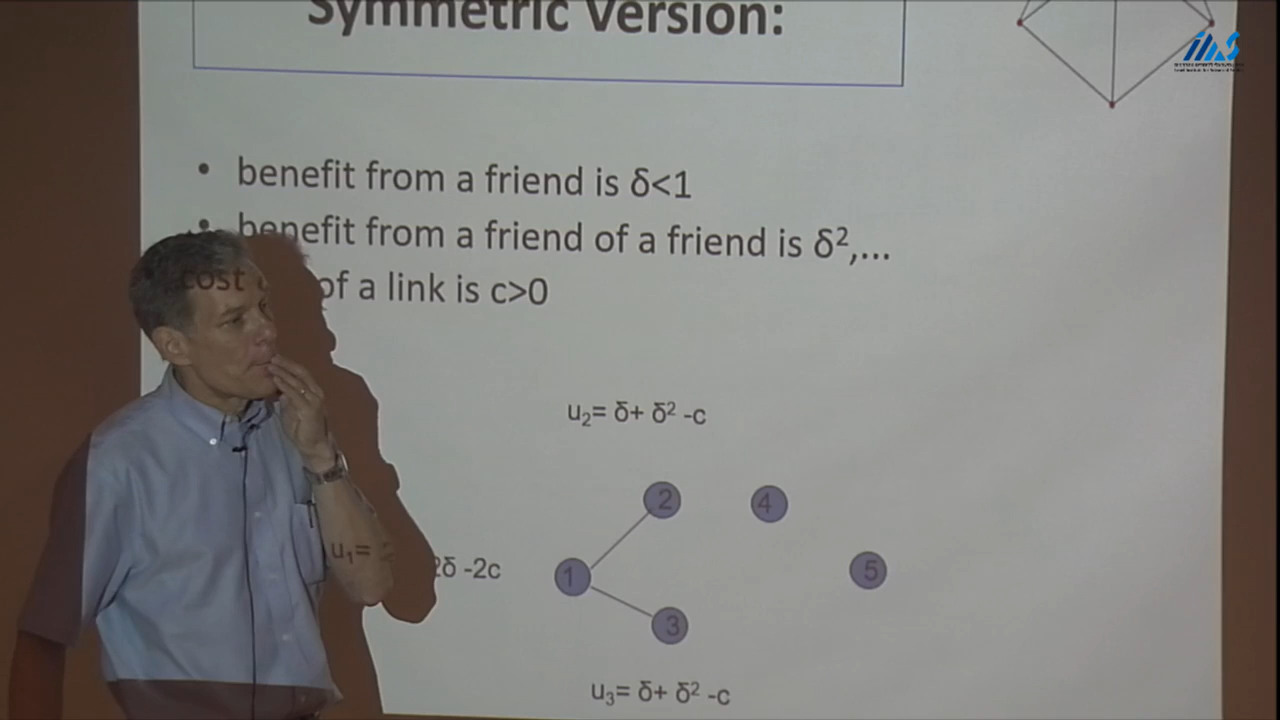 Symmetric Version:
• benefit from a friend is δ<1
• benefit from a friend of a friend is δ²,...
cost of a link is c>0
u₂= δ+ δ² -c
2
4
u₁= 2δ -2c
1
5
3
u₃= δ+ δ² -c